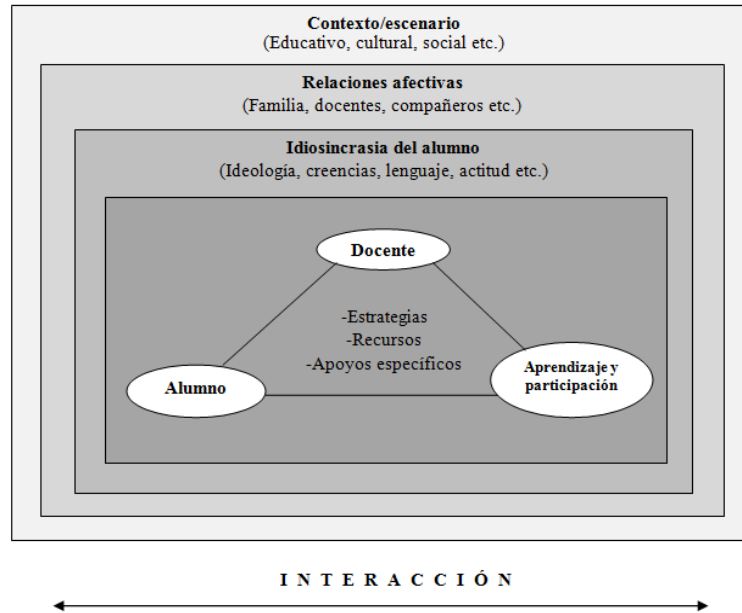 Contexto/escenario
(Educativo, cultural, social etc.)
Relaciones afectivas
(Familia, docentes, compañeros etc.)
Idiosincrasia del alumno
(Ideología, creencias, lenguaje, actitud etc.)
Docente
-Estrategias
-Recursos
-Apoyos específicos
Alumno
Aprendizaje y
participación
INTERACCIÓN